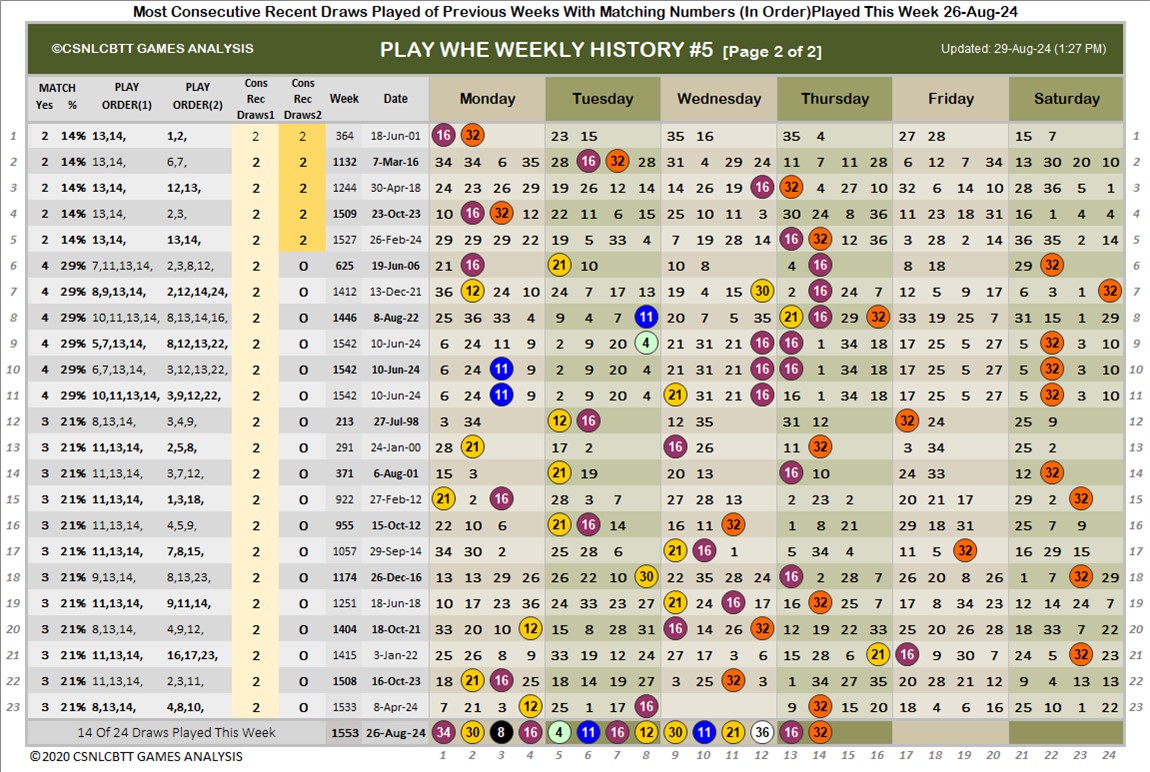 Most Consecutive Recent Draws Played of Previous Weeks With Matching Numbers (In Order)Played This Week 26-Aug-24
©CSNLCBTT GAMES ANALYSIS PLAY WHE WEEKLY HISTORY #5 [Page 2 of 2] Updated: 29-Aug-24 (1:27 PM)
MATCH Yes % PLAY ORDER(1) PLAY ORDER(2) Cons Rec Draws1 Cons Rec Draws2 Week Date Monday Tuesday Wednesday Thursday Friday Saturday
1 2 14% 13,14, 1,2, 2 2 364 18-Jun-01 16 32 23 15 35 16 35 4 27 28 15 7 1
2 2 14% 13,14, 6,7, 2 2 1132 7-Mar-16 34 34 6 35 28 16 32 28 31 4 29 24 11 7 11 28 6 12 7 34 13 30 20 10 2
3 2 14% 13,14, 12,13, 2 2 1244 30-Apr-18 24 23 26 29 19 26 12 14 14 26 19 16 32 4 27 10 32 6 14 10 28 36 5 1 3
4 2 14% 13,14, 2,3, 2 2 1509 23-Oct-23 10 16 32 12 22 11 6 15 25 10 11 3 30 24 8 36 11 23 18 31 16 1 4 4 4
5 2 14% 13,14, 13,14, 2 2 1527 26-Feb-24 29 29 29 22 19 5 33 4 7 19 28 14 16 32 12 36 3 28 2 14 36 35 2 14 5
6 4 29% 7,11,13,14, 2,3,8,12, 2 0 625 19-Jun-06 21 16 21 10 10 8 4 16 8 18 29 32 6
7 4 29% 8,9,13,14, 2,12,14,24, 2 0 1412 13-Dec-21 36 12 24 10 24 7 17 13 19 4 15 30 2 16 24 7 12 5 9 17 6 3 1 32 7
8 4 29% 10,11,13,14, 8,13,14,16, 2 0 1446 8-Aug-22 25 36 33 4 9 4 7 11 20 7 5 35 21 16 29 32 33 19 25 7 31 15 1 29 8
9 4 29% 5,7,13,14, 8,12,13,22, 2 0 1542 10-Jun-24 6 24 11 9 2 9 20 4 21 31 21 16 16 1 34 18 17 25 5 27 5 32 3 10 9
10 4 29% 6,7,13,14, 3,12,13,22, 2 0 1542 10-Jun-24 6 24 11 9 2 9 20 4 21 31 21 16 16 1 34 18 17 25 5 27 5 32 3 10 10
11 4 29% 10,11,13,14, 3,9,12,22, 2 0 1542 10-Jun-24 6 24 11 9 2 9 20 4 21 31 21 16 16 1 34 18 17 25 5 27 5 32 3 10 11
12 3 21% 8,13,14, 3,4,9, 2 0 213 27-Jul-98 3 34 12 16 12 35 31 12 32 24 25 9 12
13 3 21% 11,13,14, 2,5,8, 2 0 291 24-Jan-00 28 21 17 2 16 26 11 32 3 34 25 2 13
14 3 21% 11,13,14, 3,7,12, 2 0 371 6-Aug-01 15 3 21 19 20 13 16 10 24 33 12 32 14
15 3 21% 11,13,14, 1,3,18, 2 0 922 27-Feb-12 21 2 16 28 3 7 27 28 13 2 23 2 20 21 17 29 2 32 15
16 3 21% 11,13,14, 4,5,9, 2 0 955 15-Oct-12 22 10 6 21 16 14 16 11 32 1 8 21 29 18 31 25 7 9 16
17 3 21% 11,13,14, 7,8,15, 2 0 1057 29-Sep-14 34 30 2 25 28 6 21 16 1 5 34 4 11 5 32 16 29 15 17
18 3 21% 9,13,14, 8,13,23, 2 0 1174 26-Dec-16 13 13 29 26 26 22 10 30 22 35 28 24 16 2 28 7 26 20 8 26 1 7 32 29 18
19 3 21% 11,13,14, 9,11,14, 2 0 1251 18-Jun-18 10 17 23 36 24 33 23 27 21 24 16 17 16 32 25 7 17 8 34 23 12 14 24 7 19
20 3 21% 8,13,14, 4,9,12, 2 0 1404 18-Oct-21 33 20 10 12 15 8 28 31 16 14 26 32 12 19 22 33 25 20 26 28 18 33 7 22 20
21 3 21% 11,13,14, 16,17,23, 2 0 1415 3-Jan-22 25 26 8 9 33 19 12 24 27 17 3 6 15 28 6 21 16 9 30 7 24 5 32 23 21
22 3 21% 11,13,14, 2,3,11, 2 0 1508 16-Oct-23 18 21 16 25 18 14 19 27 3 25 32 3 1 34 27 35 20 28 21 12 9 4 13 13 22
23 3 21% 8,13,14, 4,8,10, 2 0 1533 8-Apr-24 7 21 3 12 25 1 17 16 9 32 15 20 18 4 6 16 25 10 1 22 23
14 Of 24 Draws Played This Week 1553 26-Aug-24 34 30 8 16 4 11 16 12 30 11 21 36 16 32
©2020 CSNLCBTT GAMES ANALYSIS 1 2 3 4 5 6 7 8 9 10 11 12 13 14 15 16 17 18 19 20 21 22 23 24